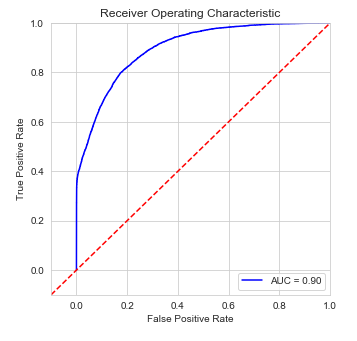 Receiver Operating Characteristic
True Positive Rate
1.0
0.8
0.6
0.4
0.2
0.0
AUC = 0.90
0.0 0.2 0.4 0.6 0.8 1.0
False Positive Rate